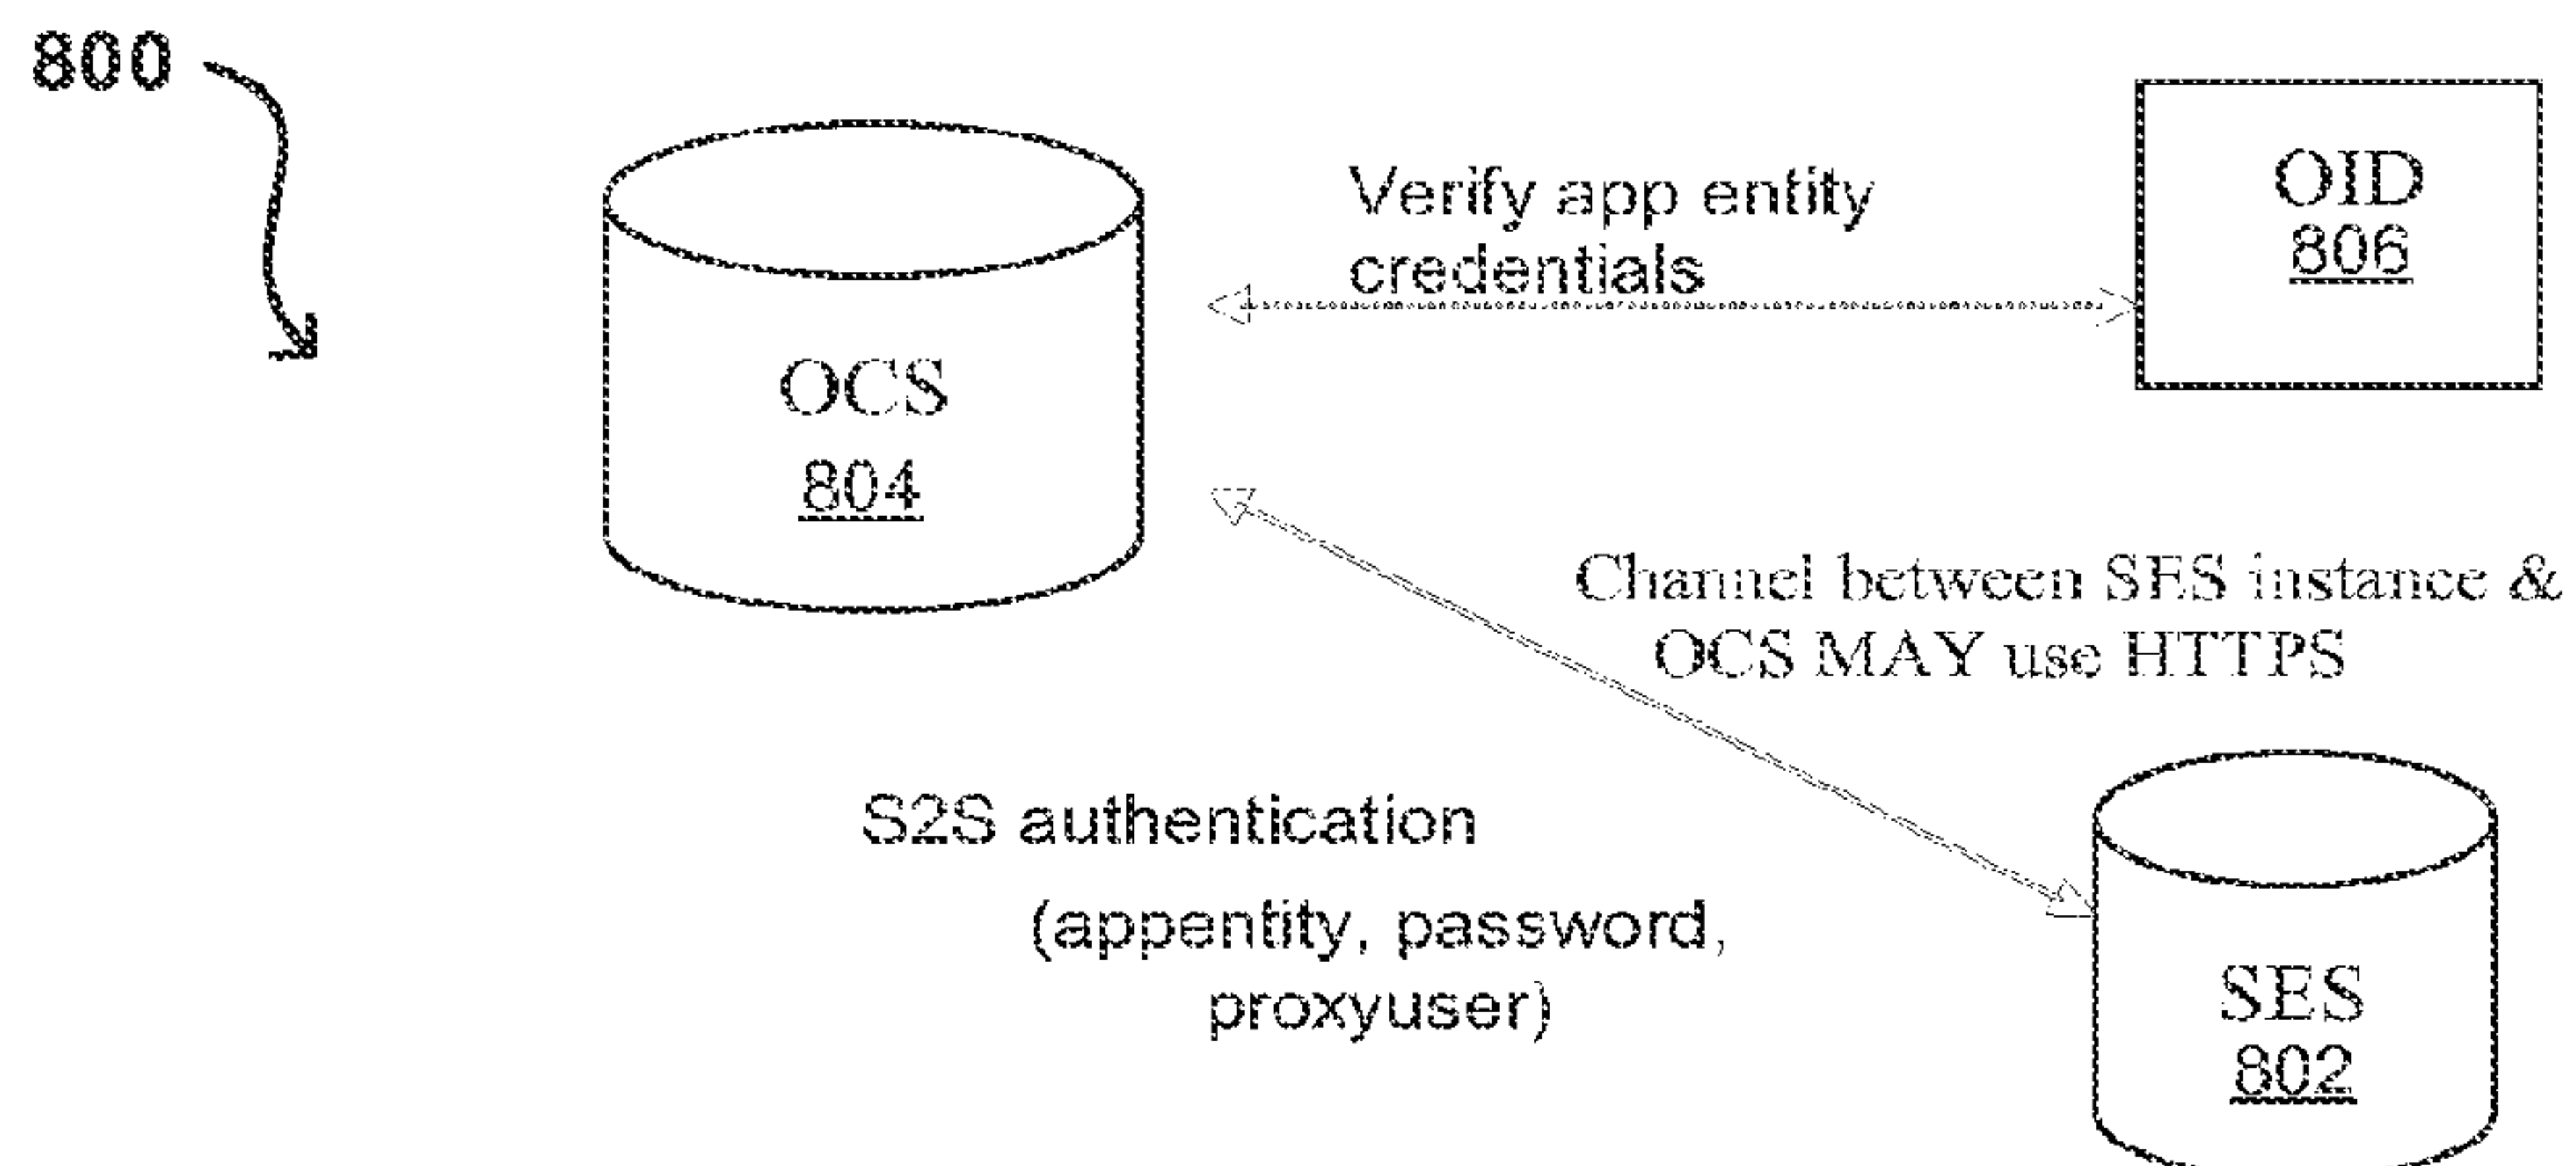 800
Verify app entity
credentials
OID
806
OCS
804
Channel between SES instance &
OCS MAY use HTTPS
S2S authentication
(appentity, password,
proxyuser)
SES
802